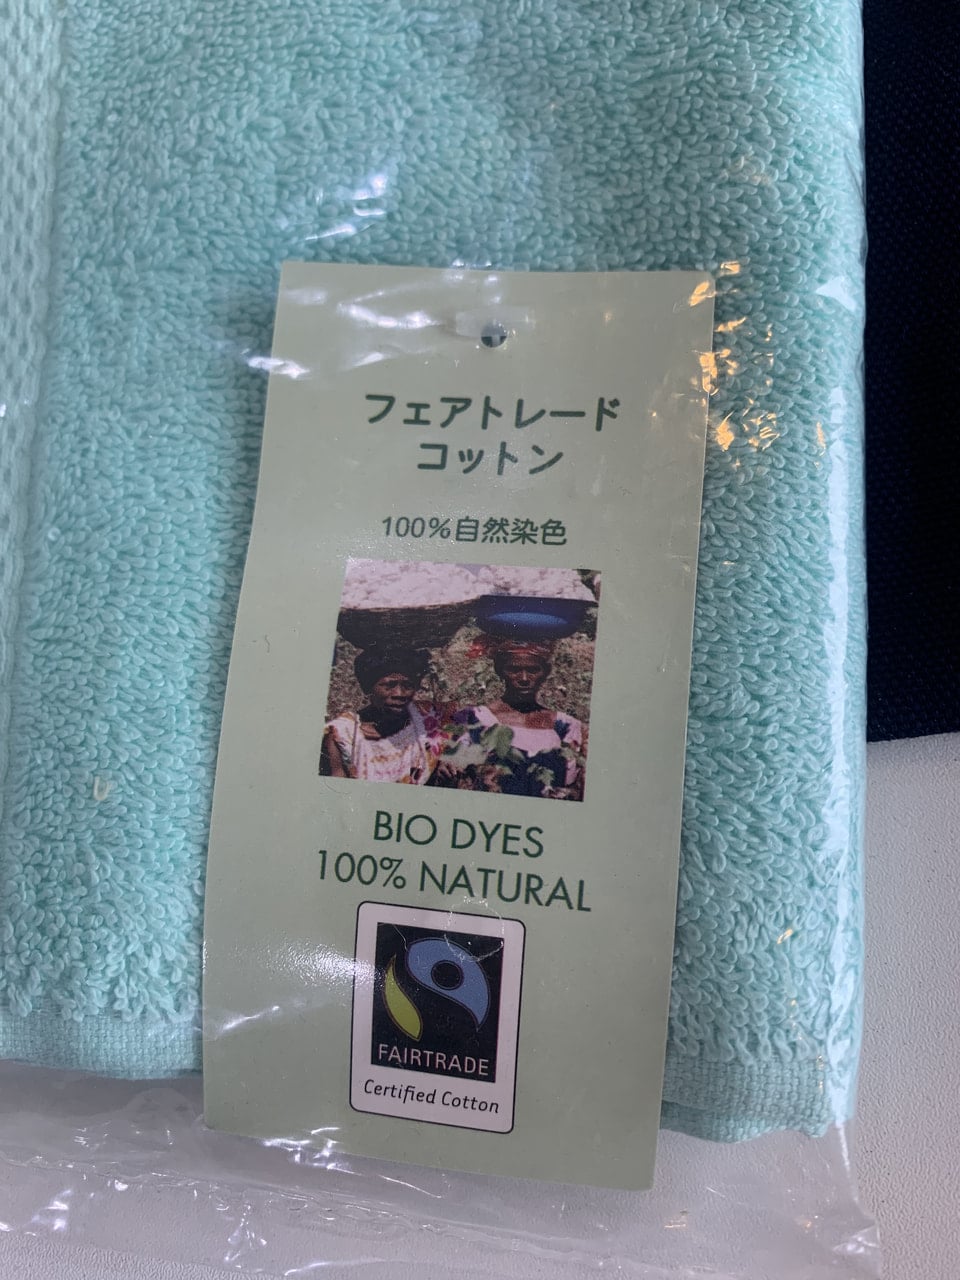 フェアトレード
コットン
100%自然染色
BIO DYES
100% NATURAL
FAIRTRADE
Certified Cotton